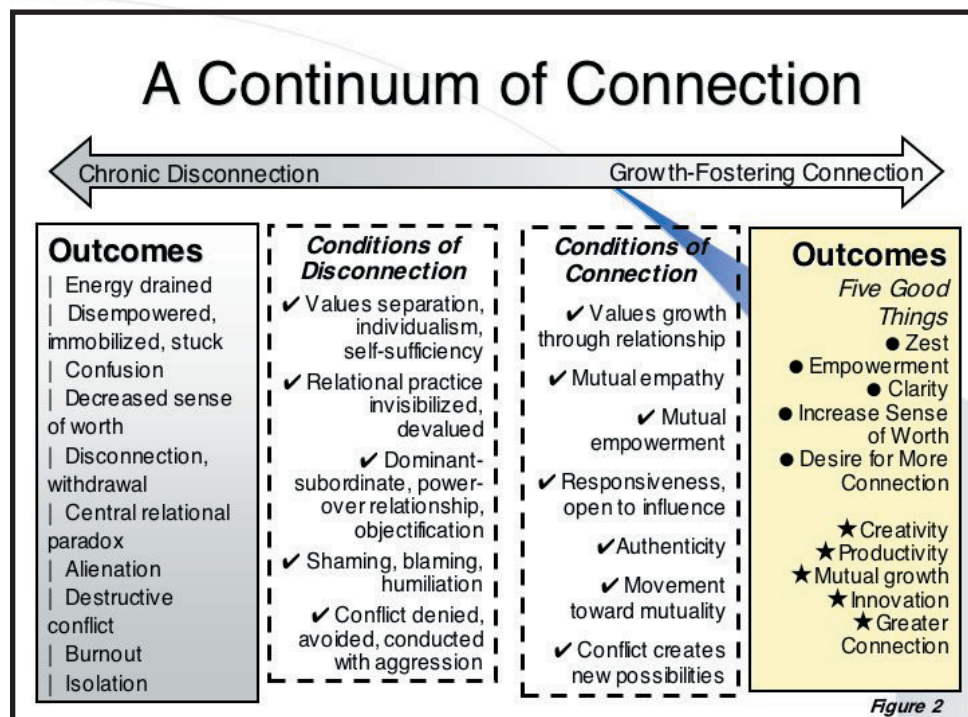 A Continuum of Connection
Chronic Disconnection
Growth-Fostering Connection
Outcomes
| Energy drained
| Disempowered,
immobilized, stuck
| Confusion
| Decreased sense
of worth
| Disconnection,
withdrawal
| Central relational
paradox
| Alienation
| Destructive
conflict
| Burnout
| Isolation
Conditions of
Disconnection
✔ Values separation,
individualism,
self-sufficiency
✔ Relational practice
invisibilized,
devalued
✔ Dominant-
subordinate, power-
over relationship,
objectification
✔ Shaming, blaming,
humiliation
✔ Conflict denied,
avoided, conducted
with aggression
Conditions of
Connection
✔ Values growth
through relationship
✔ Mutual empathy
✔ Mutual
empowerment
✔ Responsiveness,
open to influence
✔Authenticity
✔ Movement
toward mutuality
✔ Conflict creates
new possibilities
Outcomes
Five Good
Things
● Zest
● Empowerment
● Clarity
● Increase Sense
of Worth
● Desire for More
Connection
★Creativity
★Productivity
★Mutual growth
★Innovation
★Greater
Connection
Figure 2